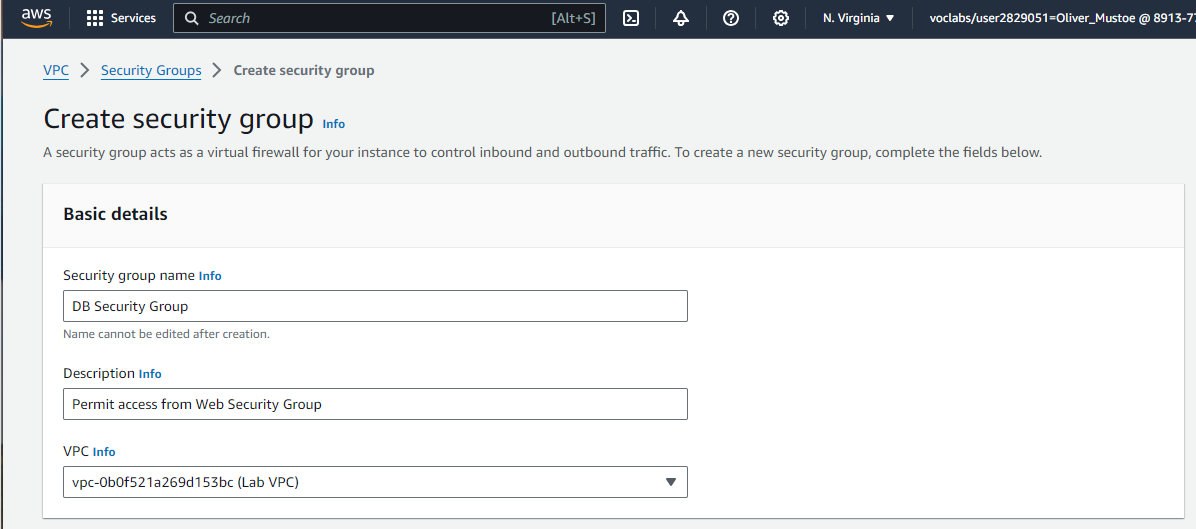 aws Services Search [Alt+S] N. Virginia voclabs/user2829051=Oliver_Mustoe @ 8913-77
VPC > Security Groups > Create security group
Create security group Info
A security group acts as a virtual firewall for your instance to control inbound and outbound traffic. To create a new security group, complete the fields below.
Basic details
Security group name Info
DB Security Group
Name cannot be edited after creation.
Description Info
Permit access from Web Security Group
VPC Info
vpc-0b0f521a269d153bc (Lab VPC)